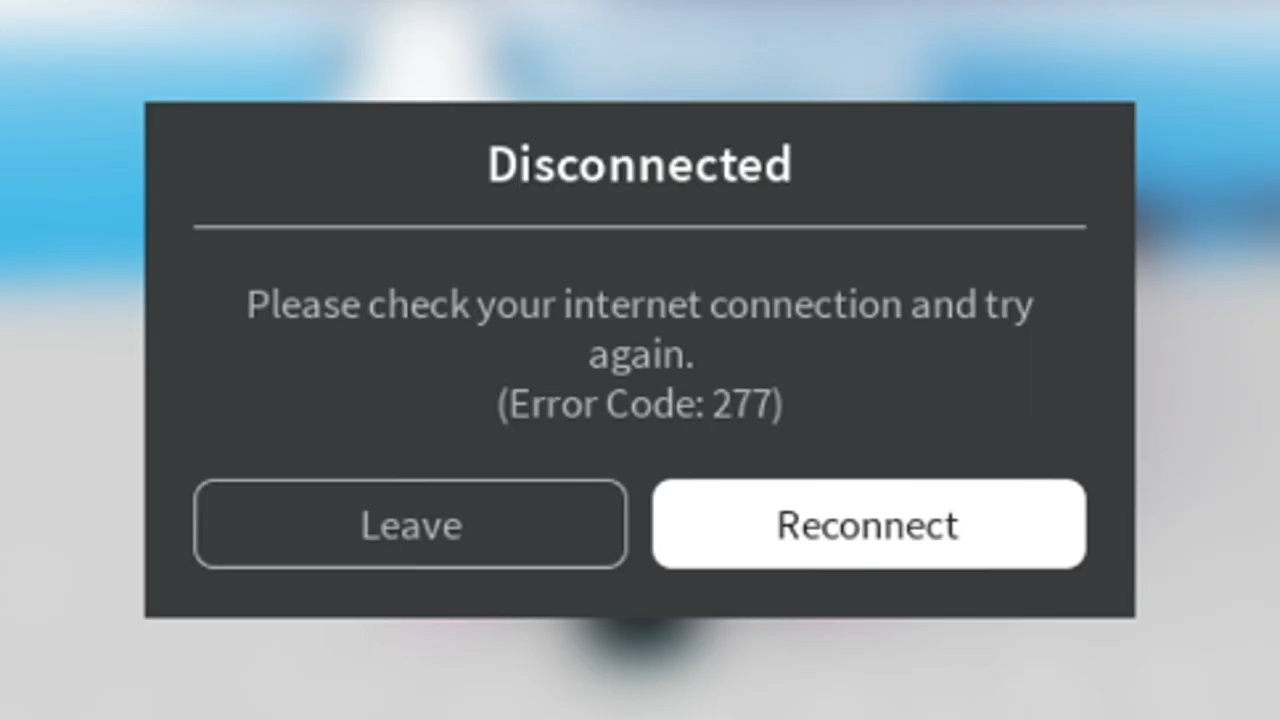 Disconnected
Please check your internet connection and try
again.
(Error Code: 277)
Leave
Reconnect